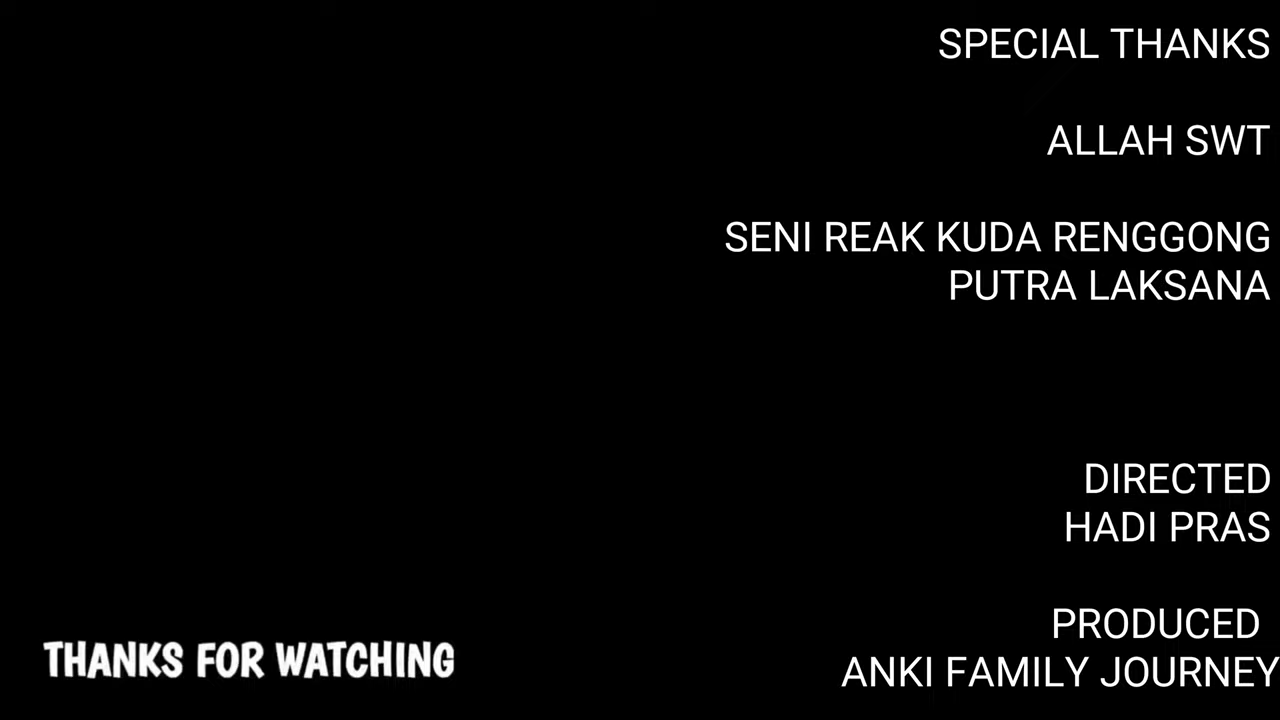 SPECIAL THANKS
ALLAH SWT
SENI REAK KUDA RENGGONG
PUTRA LAKSANA
DIRECTED
HADI PRAS
PRODUCED
ANKI FAMILY JOURNEY
THANKS FOR WATCHING